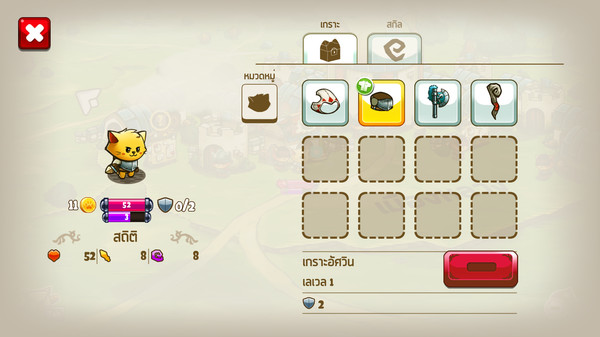 เกราะ
สกิล
หมวดหมู่
52
11
0/2
3
สถิติ
52
8
8
เกราะอัศวิน
เลเวล 1
2